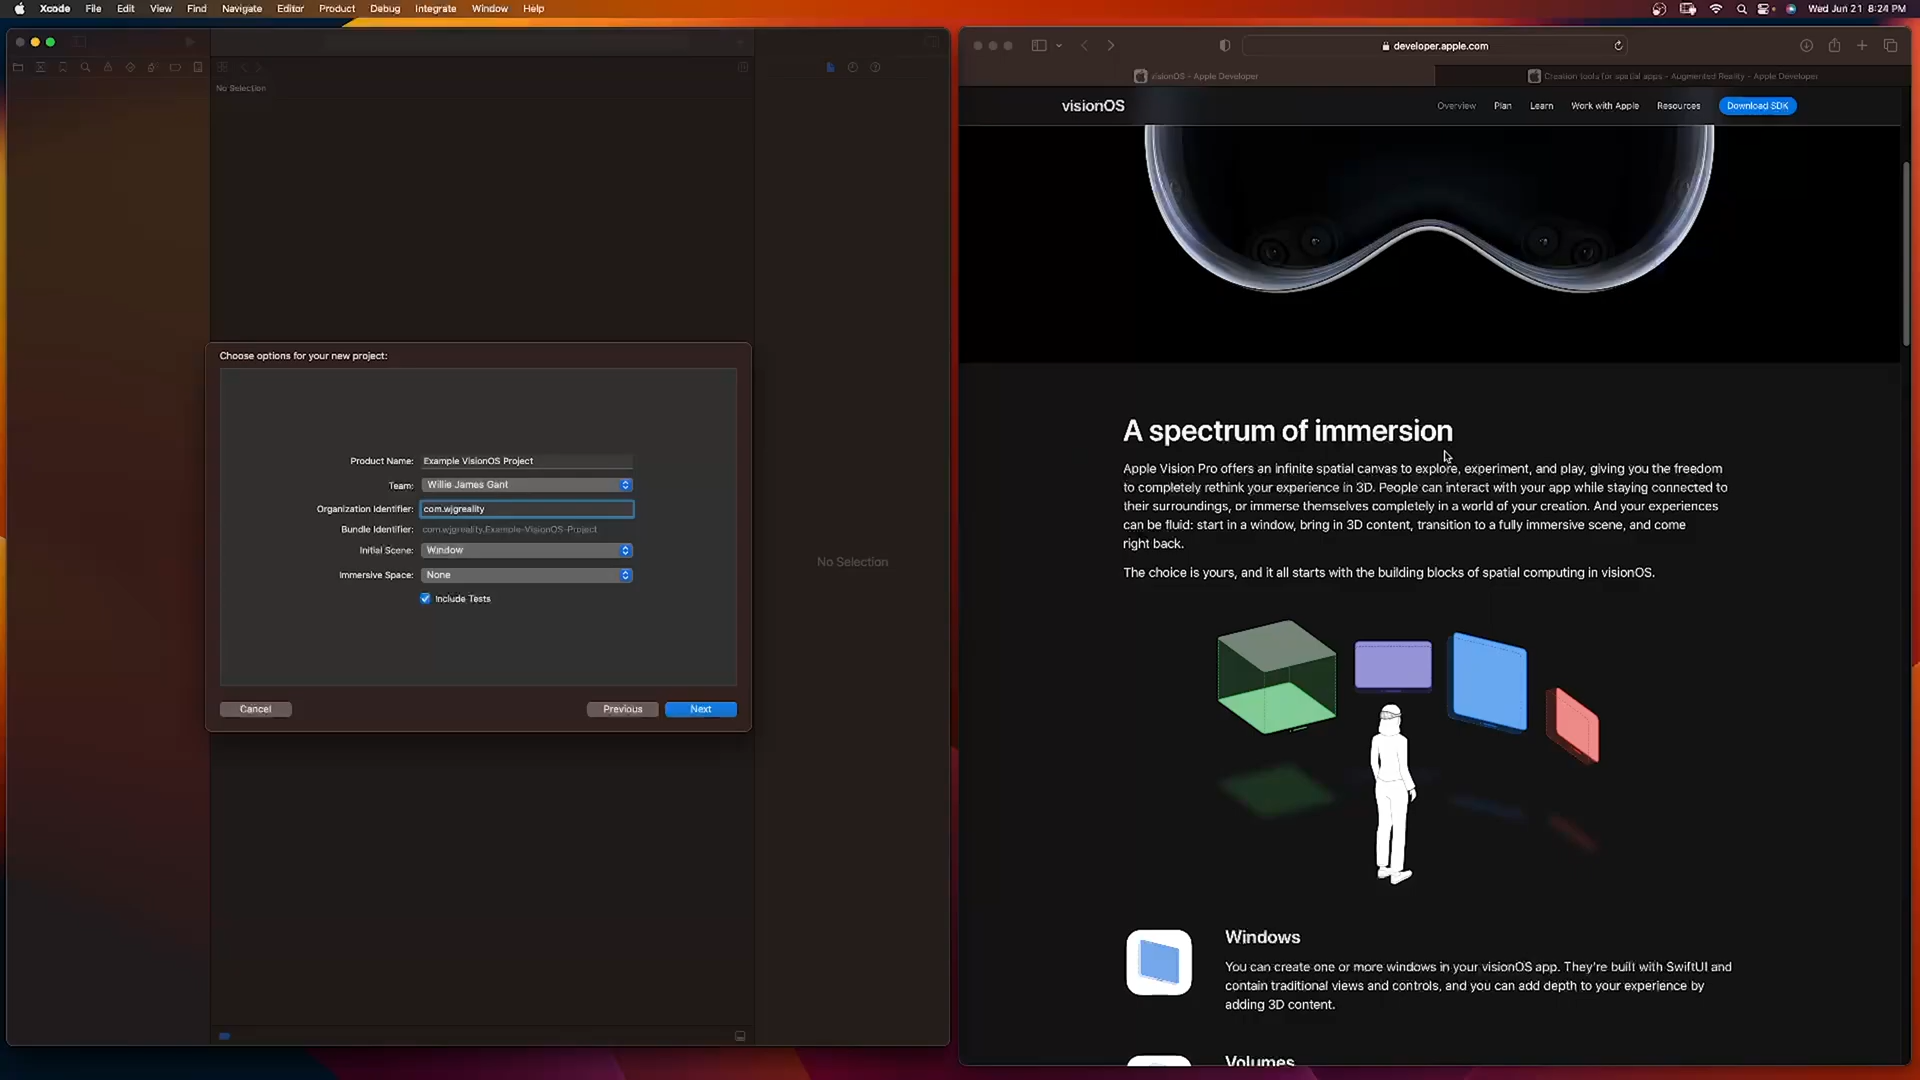 Xcode File Edit View Find Navigate Editor Product Debug Integrate Window Help
Wed Jun 21 8:24 PM
No Selection
Choose options for your new project:
Product Name: Example VisionOS Project
Team: Willie James Gant
Organization Identifier: com.wjgreality
Bundle Identifier: com.wjgreality.Example-VisionOS-Project
Initial Scene: Window
Immersive Space: None
Include Tests
Cancel Previous Next
No Selection
developer.apple.com
visionOS - Apple Developer
Creation tools for spatial apps - Augmented Reality - Apple Developer
visionOS Overview Plan Learn Work with Apple Resources Download SDK
A spectrum of immersion
Apple Vision Pro offers an infinite spatial canvas to explore, experiment, and play, giving you the freedom
to completely rethink your experience in 3D. People can interact with your app while staying connected to
their surroundings, or immerse themselves completely in a world of your creation. And your experiences
can be fluid: start in a window, bring in 3D content, transition to a fully immersive scene, and come
right back.
The choice is yours, and it all starts with the building blocks of spatial computing in visionOS.
Windows
You can create one or more windows in your visionOS app. They're built with SwiftUI and
contain traditional views and controls, and you can add depth to your experience by
adding 3D content.
Volumes